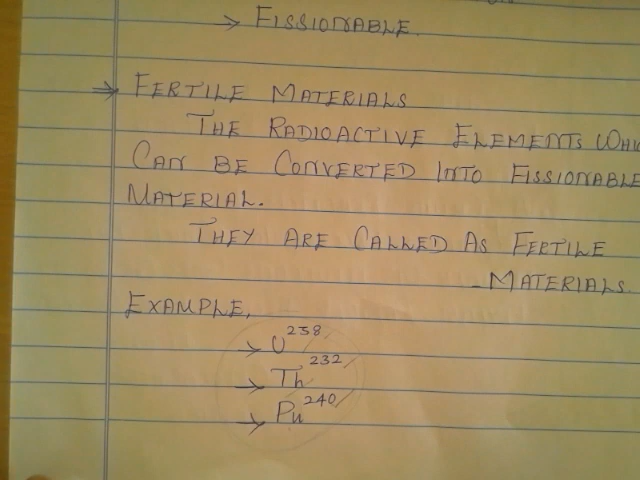 → FISSIONABLE.
→ FERTILE MATERIALS
THE RADIOACTIVE ELEMENTS WHI
CAN BE CONVERTED INTO FISSIONABLE
MATERIAL.
THEY ARE CALLED AS FERTILE
-MATERIALS.
EXAMPLE,
→ U²³⁸,
→ Th²³²,
→ Pu²⁴⁰,